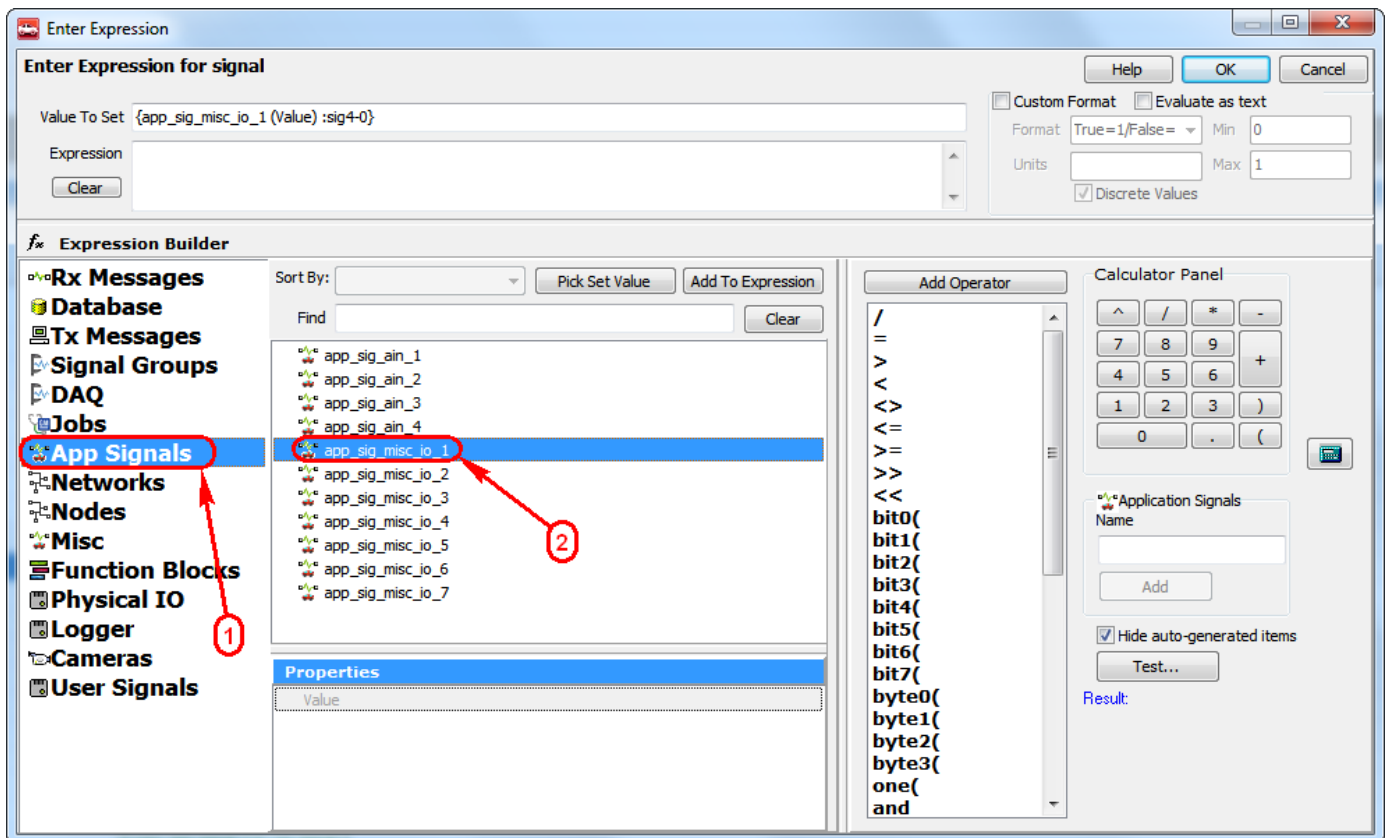 Enter Expression
Enter Expression for signal
Help
OK
Cancel
Value To Set {app_sig_misc_io_1 (Value) :sig4-0}
Custom Format
Evaluate as text
Format True=1/False= Min 0
Expression
Units Max 1
Clear
Discrete Values
fx Expression Builder
Rx Messages
Database
Tx Messages
Signal Groups
DAQ
Jobs
App Signals
Networks
Nodes
Misc
Function Blocks
Physical IO
Logger
Cameras
User Signals
1
Sort By:
Pick Set Value
Add To Expression
Find
Clear
app_sig_ain_1
app_sig_ain_2
app_sig_ain_3
app_sig_ain_4
app_sig_misc_io_1
app_sig_misc_io_2
app_sig_misc_io_3
app_sig_misc_io_4
app_sig_misc_io_5
app_sig_misc_io_6
app_sig_misc_io_7
2
Properties
Value
Add Operator
/
=
>
<
<>
<=
>=
>>
<<
bit0(
bit1(
bit2(
bit3(
bit4(
bit5(
bit6(
bit7(
byte0(
byte1(
byte2(
byte3(
one(
and
Calculator Panel
^ / * -
7 8 9 +
4 5 6
1 2 3 )
0 . (
Application Signals
Name
Add
Hide auto-generated items
Test...
Result: